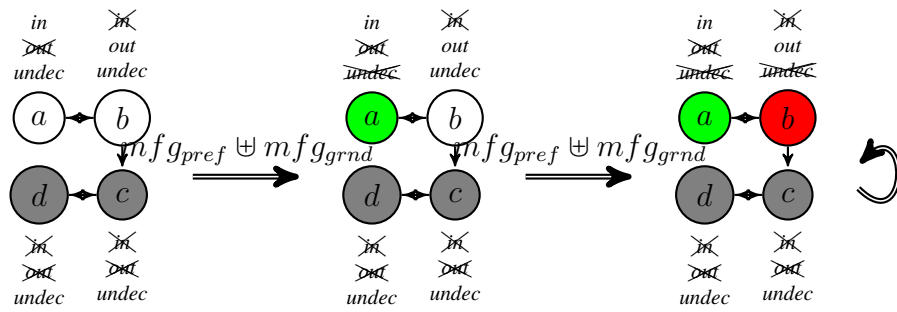 in in in in in in
out out out out out out
undec undec undec undec undec undec
a b a b a b
mfg_pref ⊎ mfg_grnd mfg_pref ⊎ mfg_grnd
d c d c d c
in in in in in in
out out out out out out
undec undec undec undec undec undec